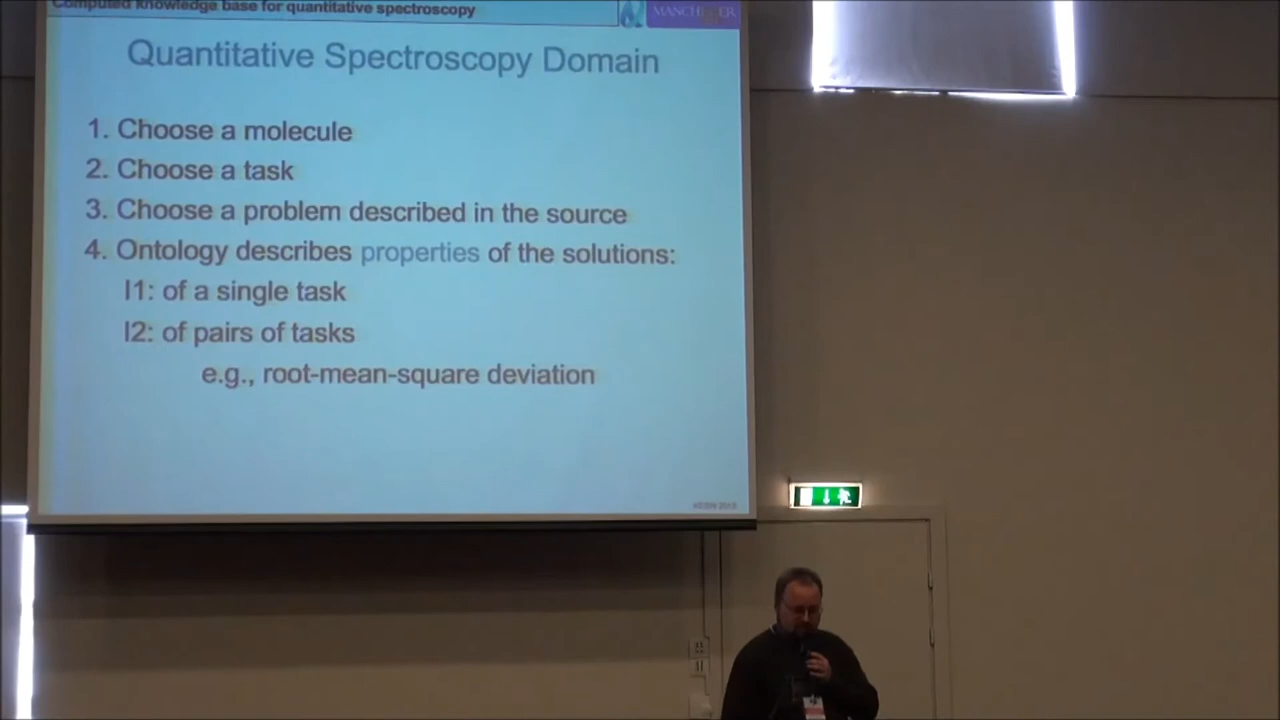 Computed knowledge base for quantitative spectroscopy
MANCHESTER
Quantitative Spectroscopy Domain
1. Choose a molecule
2. Choose a task
3. Choose a problem described in the source
4. Ontology describes properties of the solutions:
I1: of a single task
I2: of pairs of tasks
e.g., root-mean-square deviation